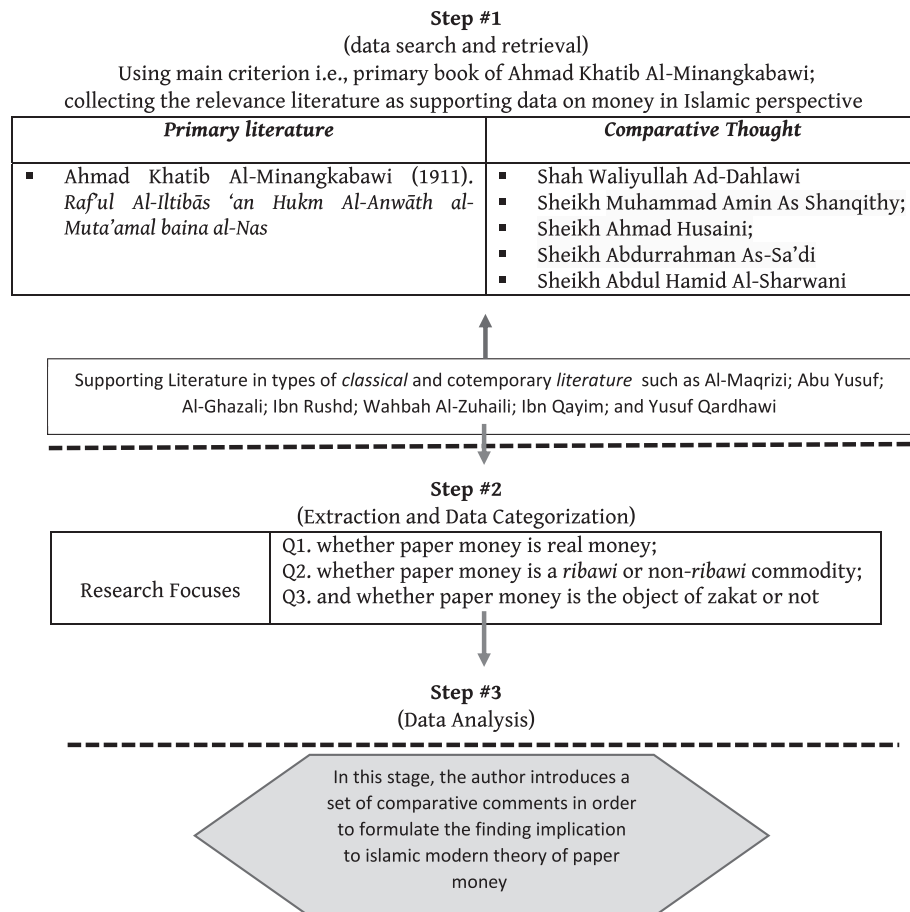 Step #1
(data search and retrieval)
Using main criterion i.e., primary book of Ahmad Khatib Al-Minangkabawi;
collecting the relevance literature as supporting data on money in Islamic perspective
Primary literature
▪ Ahmad Khatib Al-Minangkabawi (1911).
Raf'ul Al-Iltibās 'an Hukm Al-Anwāth al-
Muta'amal baina al-Nas
Comparative Thought
▪ Shah Waliyullah Ad-Dahlawi
▪ Sheikh Muhammad Amin As Shanqithy;
▪ Sheikh Ahmad Husaini;
▪ Sheikh Abdurrahman As-Sa'di
▪ Sheikh Abdul Hamid Al-Sharwani
Supporting Literature in types of classical and cotemporary literature such as Al-Maqrizi; Abu Yusuf;
Al-Ghazali; Ibn Rushd; Wahbah Al-Zuhaili; Ibn Qayim; and Yusuf Qardhawi
Step #2
(Extraction and Data Categorization)
Research Focuses
Q1. whether paper money is real money;
Q2. whether paper money is a ribawi or non-ribawi commodity;
Q3. and whether paper money is the object of zakat or not
Step #3
(Data Analysis)
In this stage, the author introduces a
set of comparative comments in order
to formulate the finding implication
to islamic modern theory of paper
money